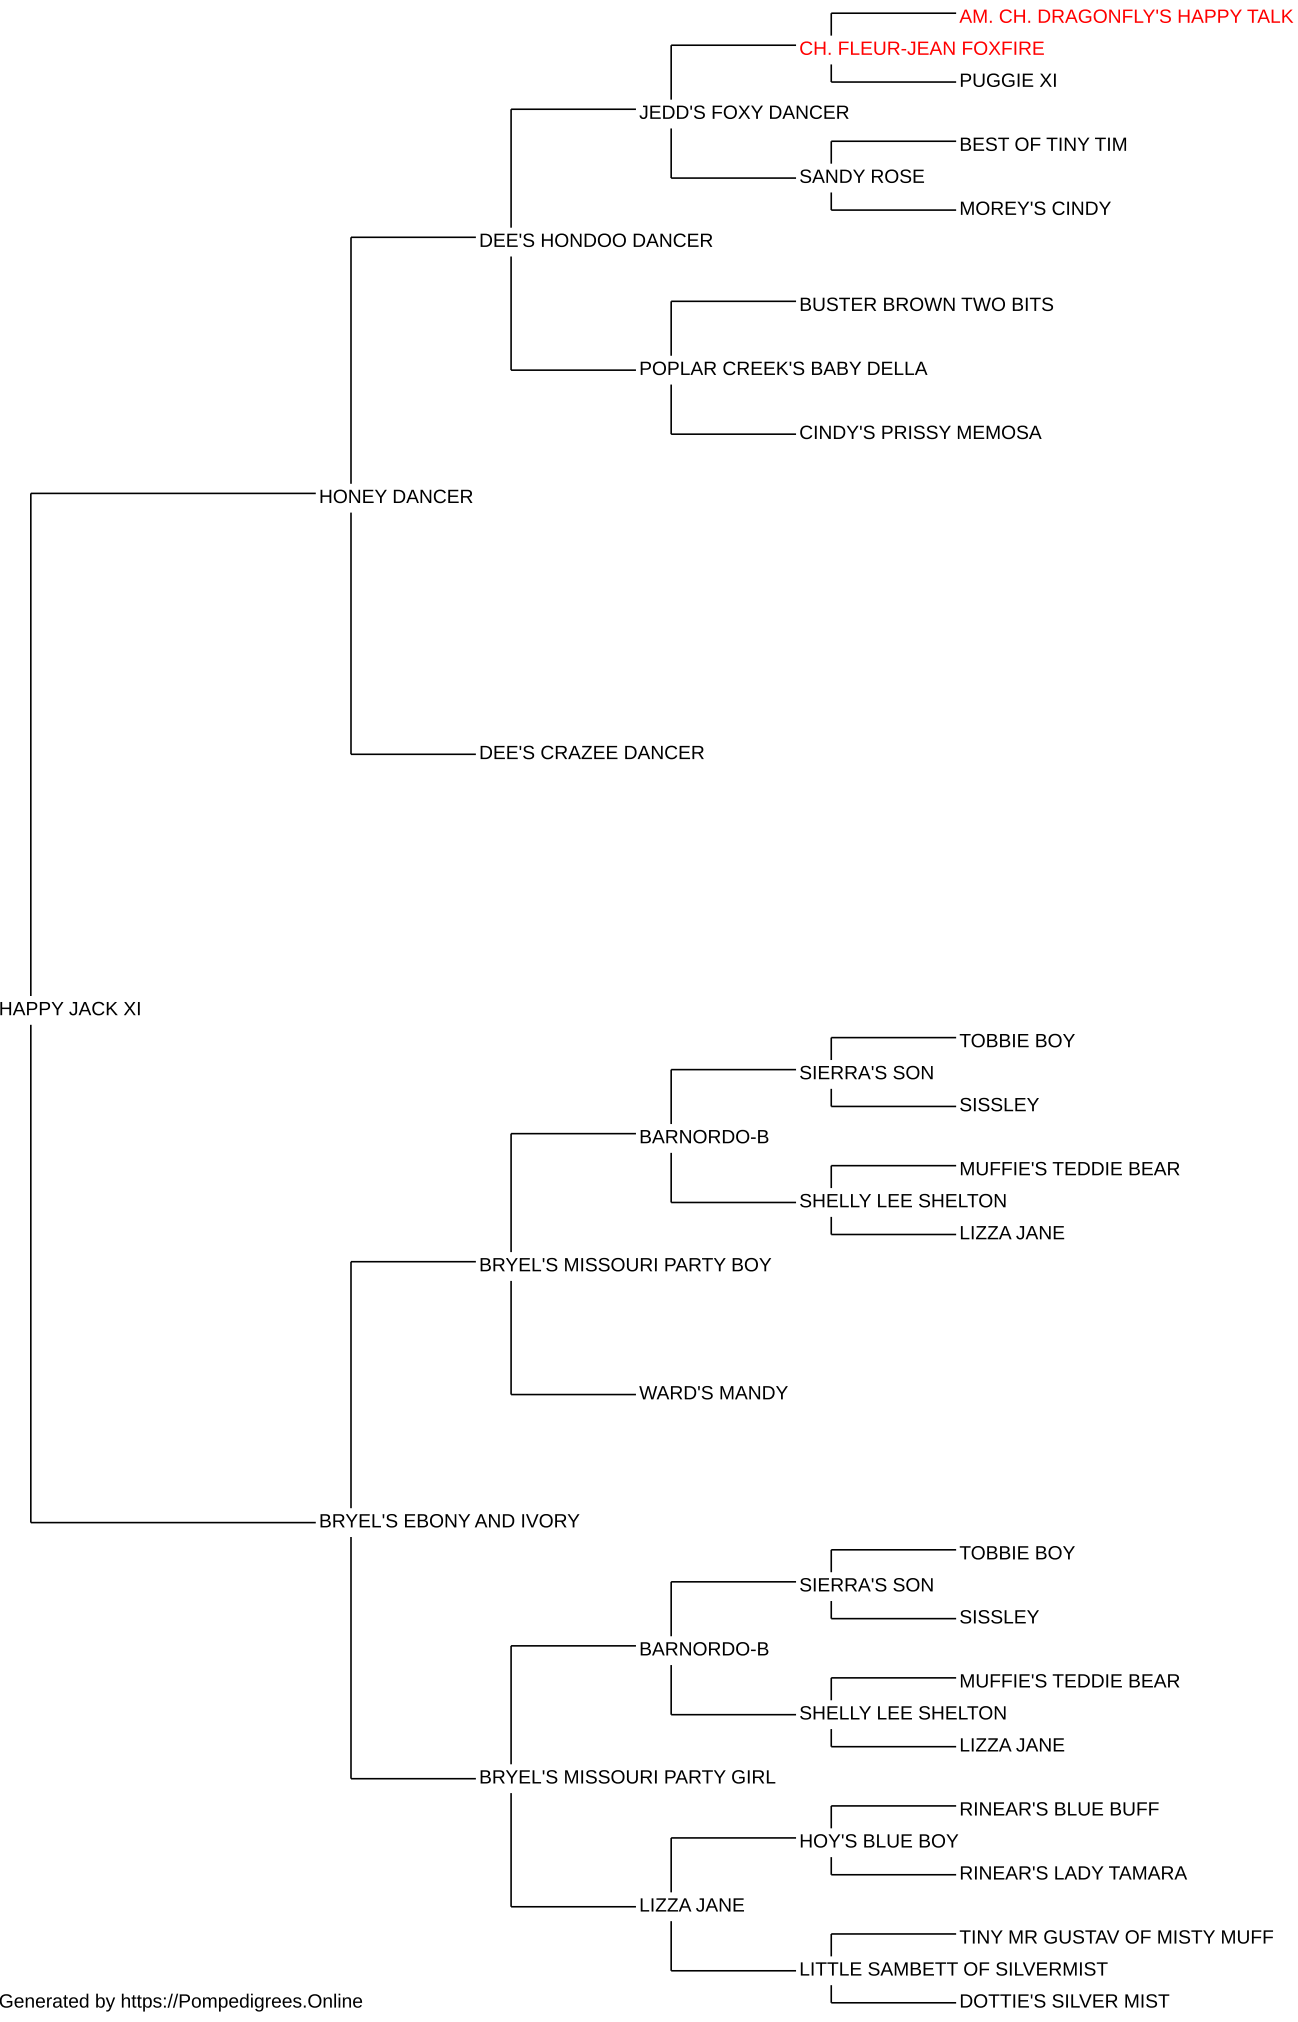 AM. CH. DRAGONFLY'S HAPPY TALK
CH. FLEUR-JEAN FOXFIRE
PUGGIE XI
JEDD'S FOXY DANCER
BEST OF TINY TIM
SANDY ROSE
MOREY'S CINDY
DEE'S HONDOO DANCER
BUSTER BROWN TWO BITS
POPLAR CREEK'S BABY DELLA
CINDY'S PRISSY MEMOSA
HONEY DANCER
DEE'S CRAZEE DANCER
HAPPY JACK XI
TOBBIE BOY
SIERRA'S SON
SISSLEY
BARNORDO-B
MUFFIE'S TEDDIE BEAR
SHELLY LEE SHELTON
LIZZA JANE
BRYEL'S MISSOURI PARTY BOY
WARD'S MANDY
BRYEL'S EBONY AND IVORY
TOBBIE BOY
SIERRA'S SON
SISSLEY
BARNORDO-B
MUFFIE'S TEDDIE BEAR
SHELLY LEE SHELTON
LIZZA JANE
BRYEL'S MISSOURI PARTY GIRL
RINEAR'S BLUE BUFF
HOY'S BLUE BOY
RINEAR'S LADY TAMARA
LIZZA JANE
TINY MR GUSTAV OF MISTY MUFF
LITTLE SAMBETT OF SILVERMIST
DOTTIE'S SILVER MIST
Generated by https://Pompedigrees.Online